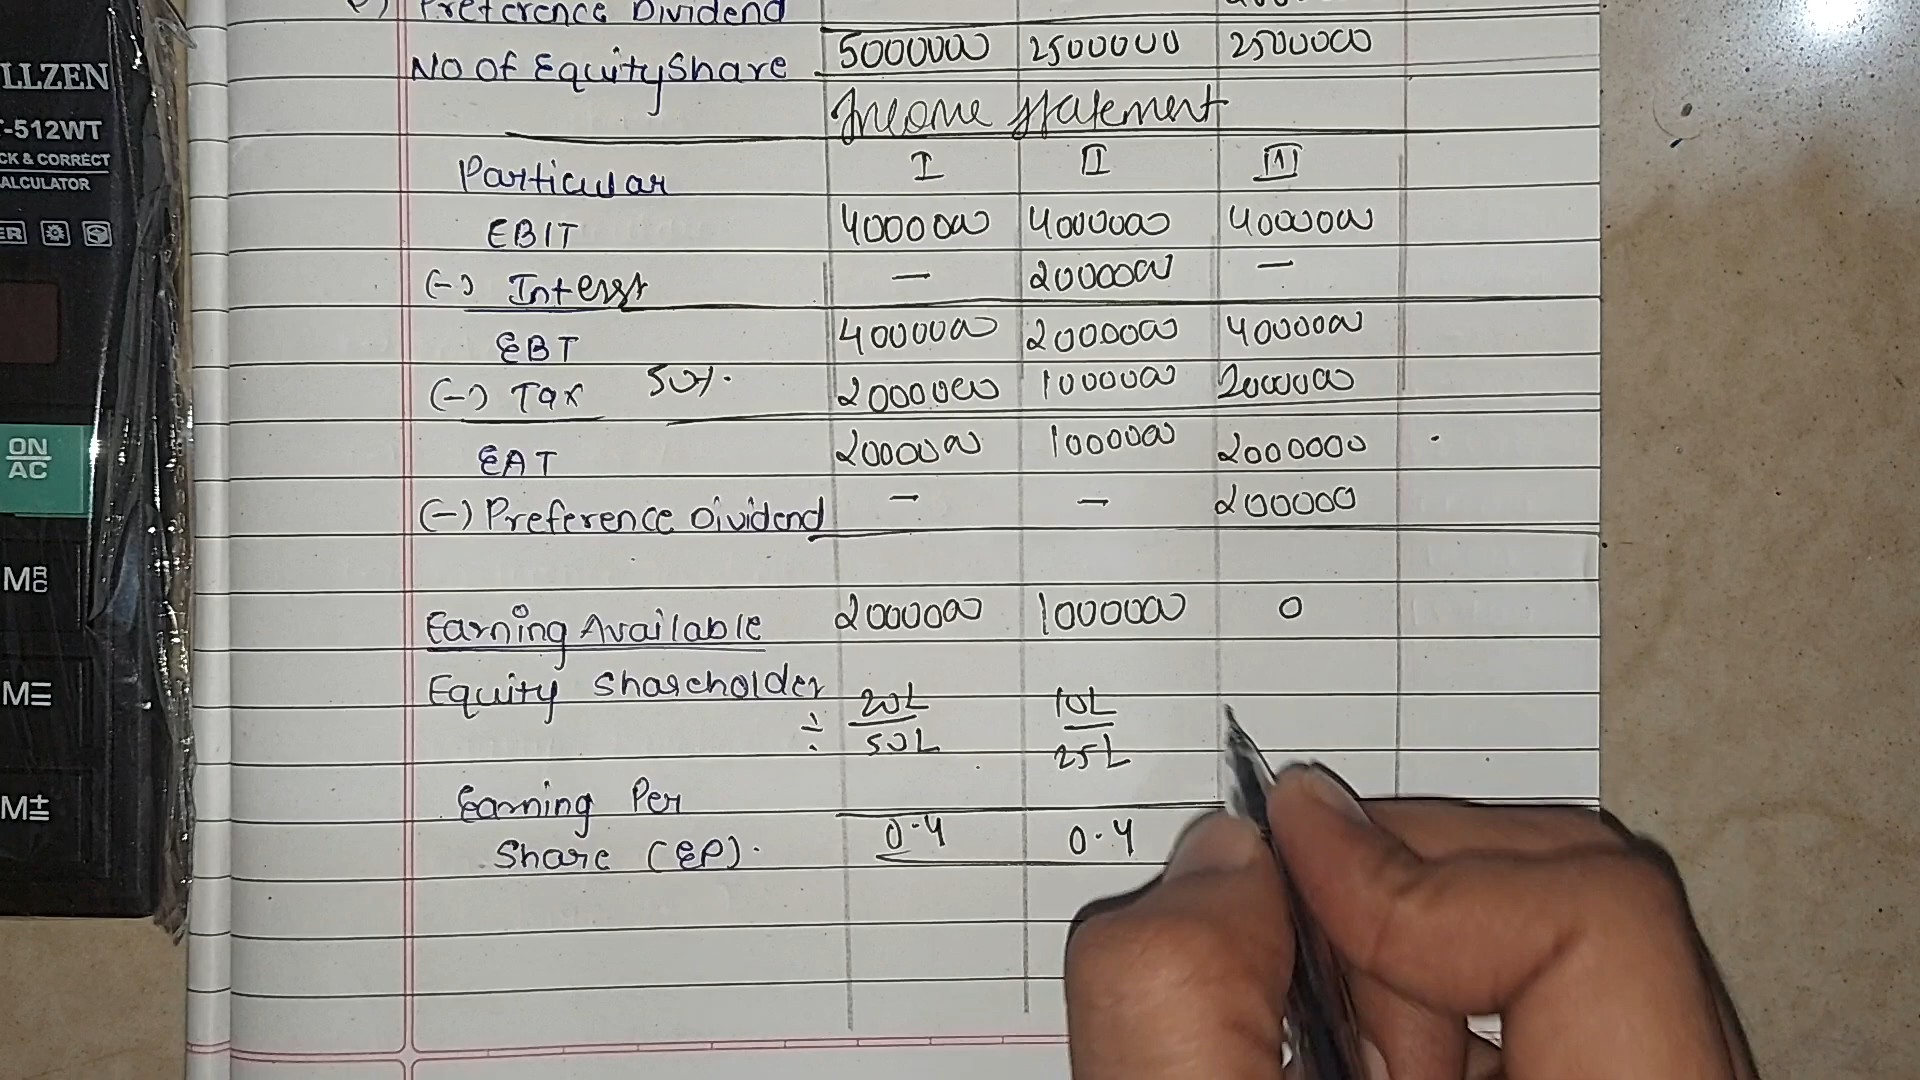 Preference Dividend
No of Equity Share 5000000 2500000 2500000
Income Statement
Particular I II III
EBIT 4000000 4000000 4000000
(-) Interst — 2000000 —
EBT 4000000 2000000 4000000
(-) Tax 50%. 2000000 1000000 2000000
EAT 2000000 1000000 2000000
(-) Preference Dividend — — 200000
Earning Available 2000000 1000000 0
Equity Shareholder
÷ 20L 10L
50L 25L
Earning Per
Share (EP). 0.4 0.4
LLZEN
-512WT
CK & CORRECT
ALCULATOR
ER
ON
AC
MRC
M=
M±